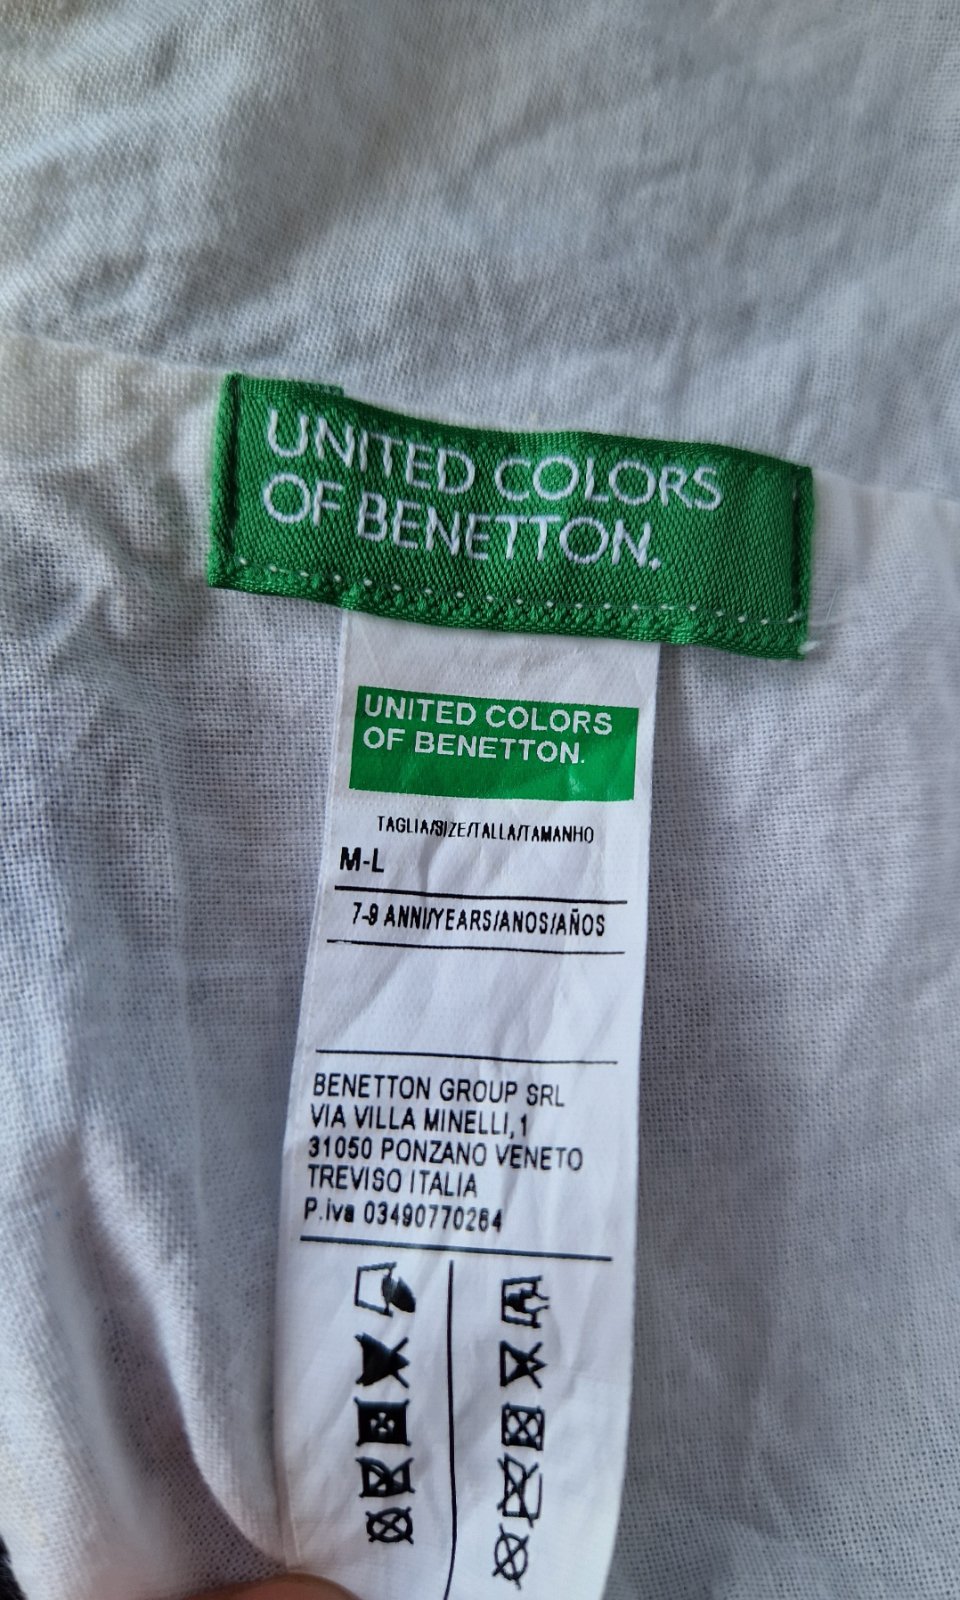 UNITED COLORS
OF BENETTON.
UNITED COLORS
OF BENETTON.
TAGLIA/SIZE/TALLA/TAMANHO
M-L
7-9 ANNI/YEARS/ANOS/AÑOS
BENETTON GROUP SRL
VIA VILLA MINELLI,1
31050 PONZANO VENETO
TREVISO ITALIA
P.iva 03490770264